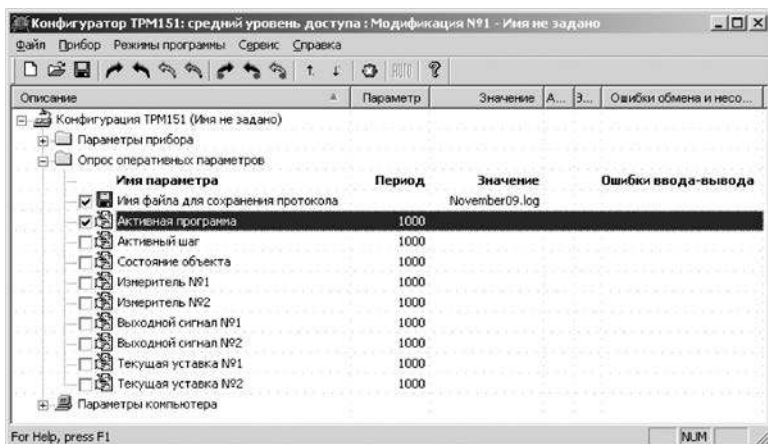 Конфигуратор ТРМ151: средний уровень доступа : Модификация №1 - Имя не задано
Файл Прибор Режимы программы Сервис Справка
Описание Параметр Значение А... З... Ошибки обмена и несо...
Конфигурация ТРМ151 (Имя не задано)
Параметры прибора
Опрос оперативных параметров
Имя параметра Период Значение Ошибки ввода-вывода
Имя файла для сохранения протокола November09.log
Активная программа 1000
Активный шаг 1000
Состояние объекта 1000
Измеритель №1 1000
Измеритель №2 1000
Выходной сигнал №1 1000
Выходной сигнал №2 1000
Текущая уставка №1 1000
Текущая уставка №2 1000
Параметры компьютера
For Help, press F1 NUM